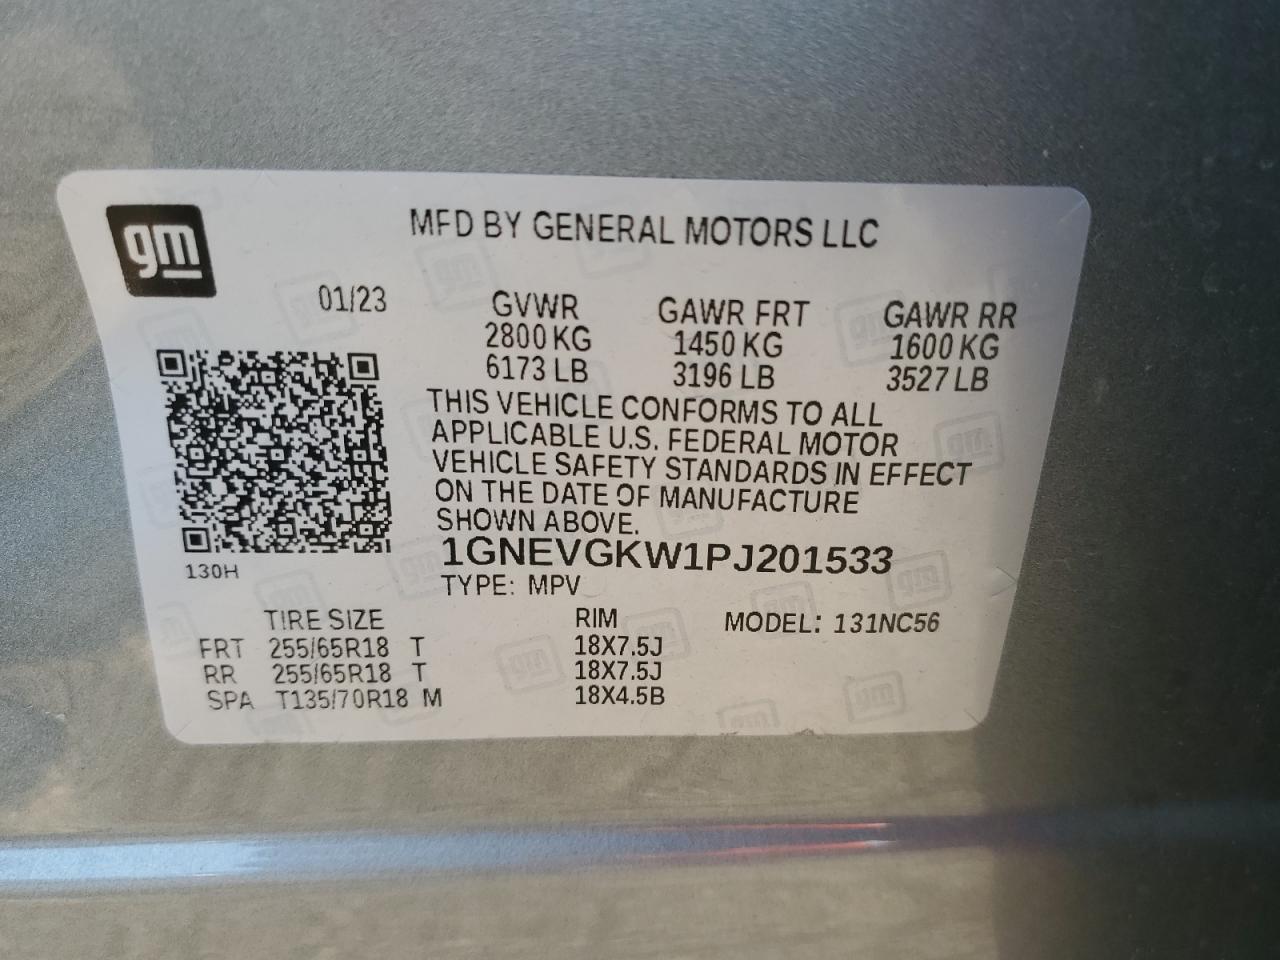 gm
MFD BY GENERAL MOTORS LLC
01/23
GVWR GAWR FRT GAWR RR
2800 KG 1450 KG 1600 KG
6173 LB 3196 LB 3527 LB
THIS VEHICLE CONFORMS TO ALL
APPLICABLE U.S. FEDERAL MOTOR
VEHICLE SAFETY STANDARDS IN EFFECT
ON THE DATE OF MANUFACTURE
SHOWN ABOVE.
1GNEVGKW1PJ201533
130H
TYPE: MPV
TIRE SIZE RIM MODEL: 131NC56
FRT 255/65R18 T 18X7.5J
RR 255/65R18 T 18X7.5J
SPA T135/70R18 M 18X4.5B